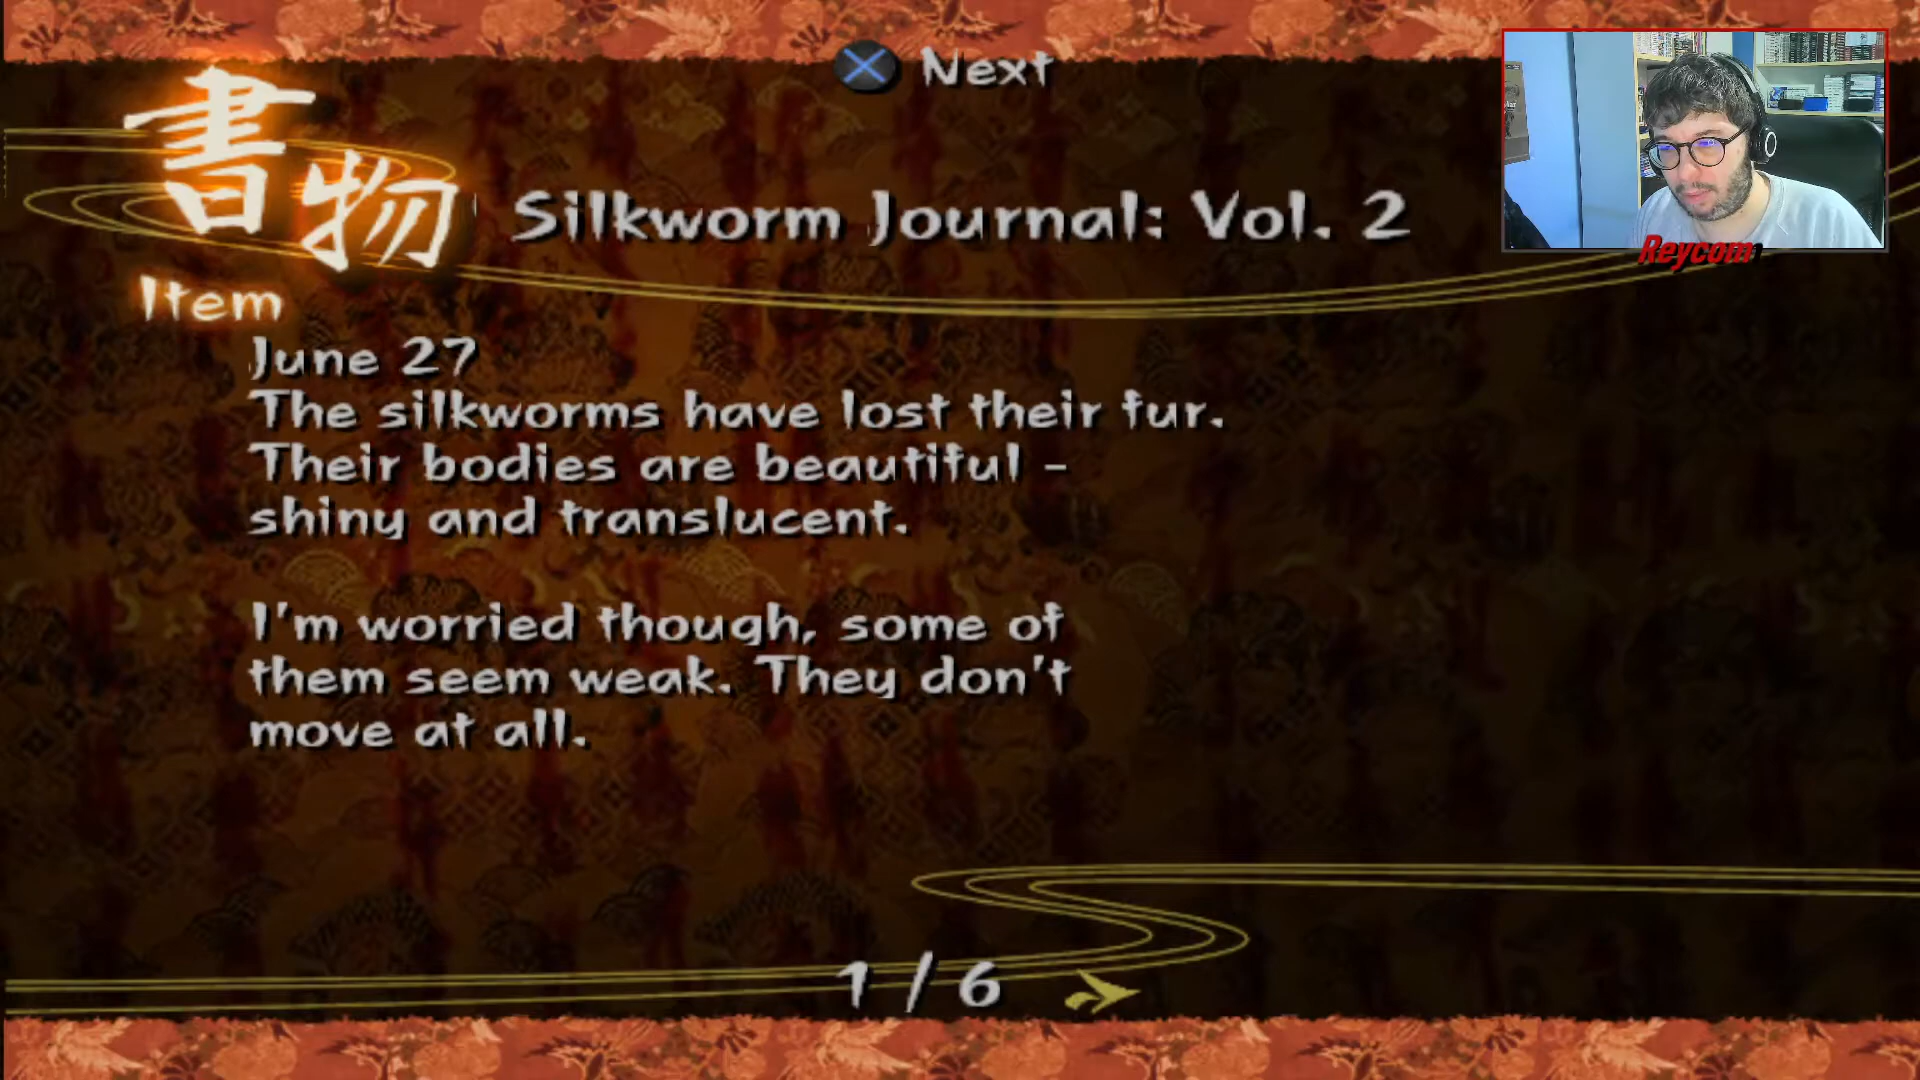 Next
書物
Silkworm Journal: Vol. 2
Reycom
Item
June 27
The silkworms have lost their fur.
Their bodies are beautiful -
shiny and translucent.
I'm worried though, some of
them seem weak. They don't
move at all.
1 / 6